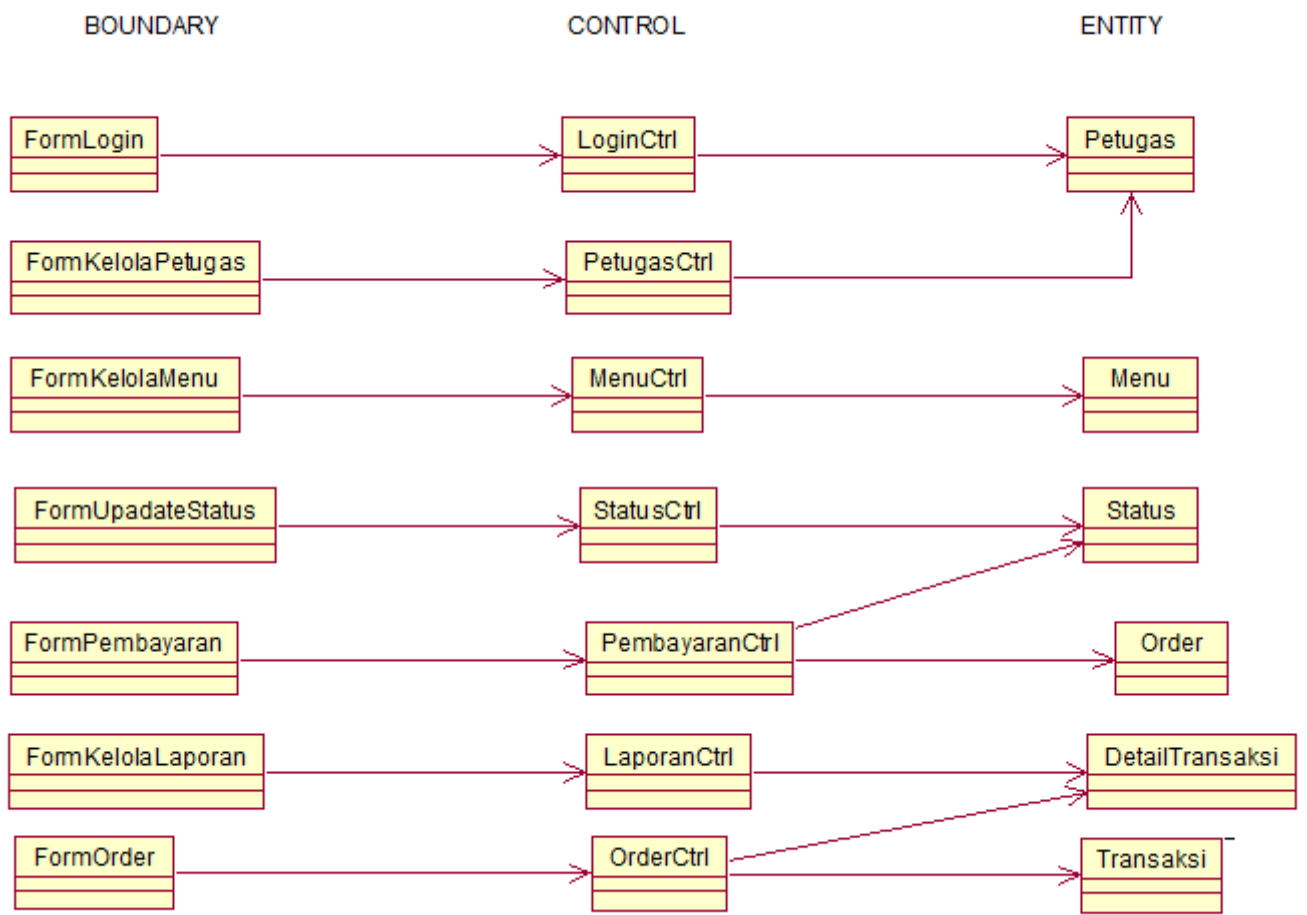 BOUNDARY CONTROL ENTITY
FormLogin LoginCtrl Petugas
FormKelolaPetugas PetugasCtrl
FormKelolaMenu MenuCtrl Menu
FormUpadateStatus StatusCtrl Status
FormPembayaran PembayaranCtrl Order
FormKelolaLaporan LaporanCtrl DetailTransaksi
FormOrder OrderCtrl Transaksi